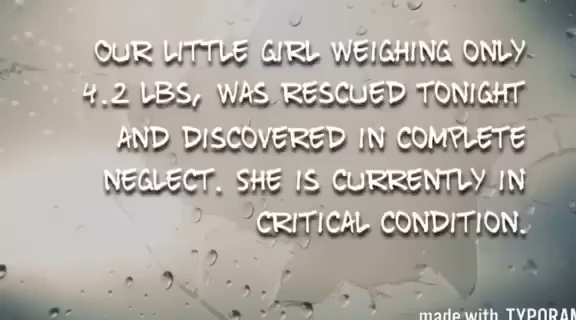 OUR LITTLE GIRL WEIGHING ONLY
4.2 LBS, WAS RESCUED TONIGHT
AND DISCOVERED IN COMPLETE
NEGLECT. SHE IS CURRENTLY IN
CRITICAL CONDITION.
made with TYPORAM